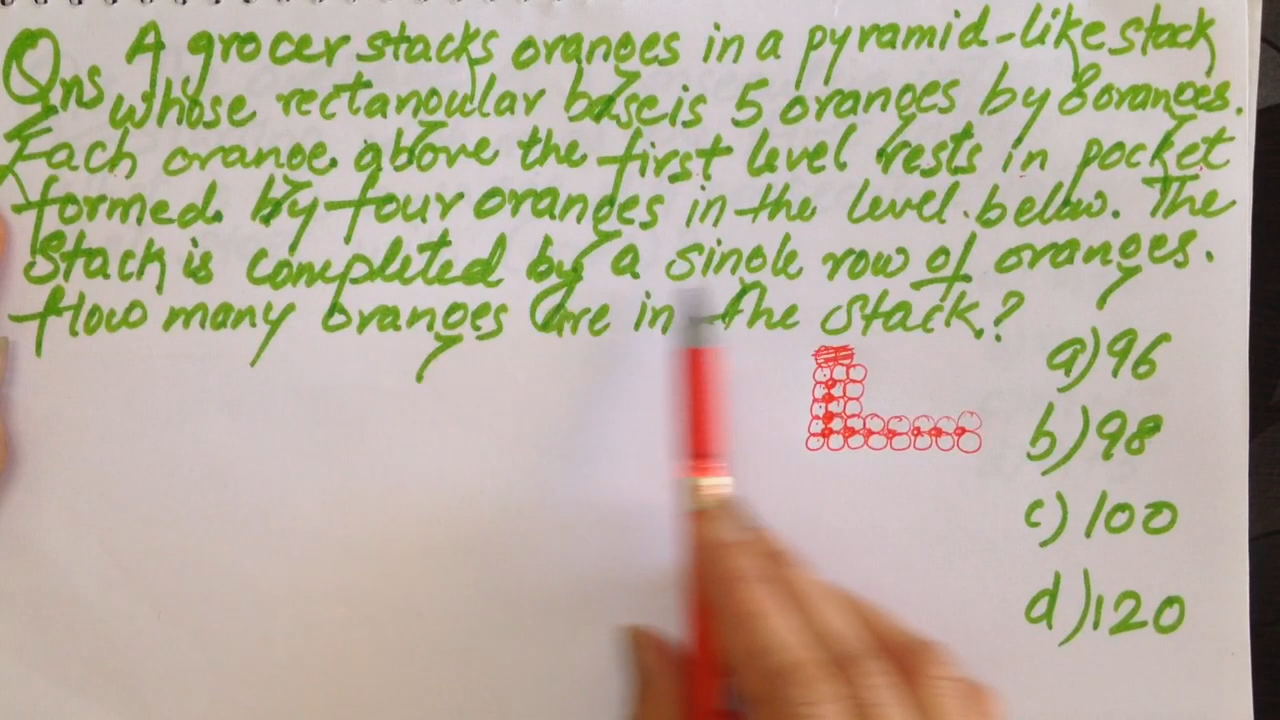 Qns A grocer stacks oranges in a pyramid-like stack
whose rectangular base is 5 oranges by 8 oranges.
Each orange above the first level rests in pocket
formed by four oranges in the level below. The
Stack is completed by a single row of oranges.
How many oranges are in the stack?
a) 96
b) 98
c) 100
d) 120